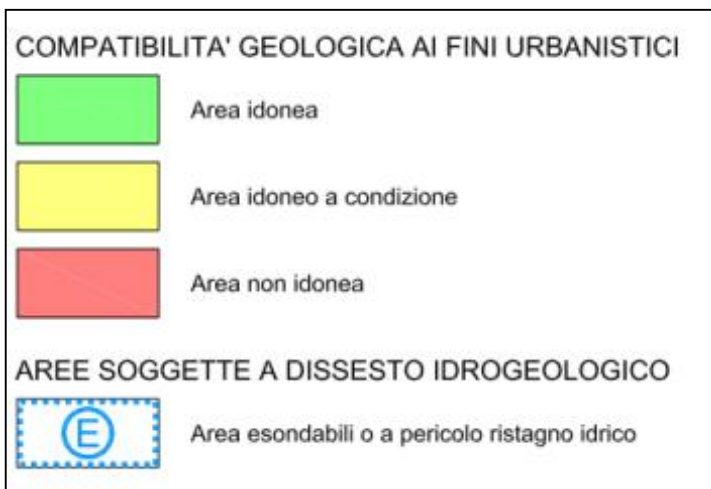 COMPATIBILITA' GEOLOGICA AI FINI URBANISTICI
Area idonea
Area idoneo a condizione
Area non idonea
AREE SOGGETTE A DISSESTO IDROGEOLOGICO
E
Area esondabili o a pericolo ristagno idrico